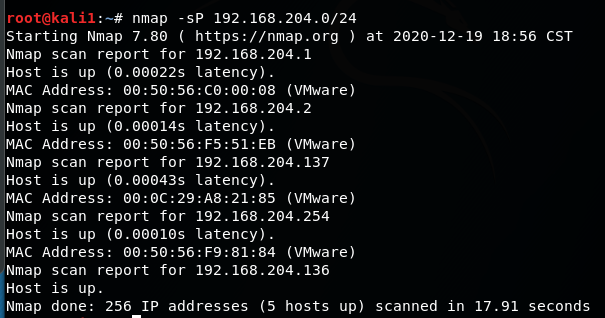 root@kali1:~# nmap -sP 192.168.204.0/24
Starting Nmap 7.80 ( https://nmap.org ) at 2020-12-19 18:56 CST
Nmap scan report for 192.168.204.1
Host is up (0.00022s latency).
MAC Address: 00:50:56:C0:00:08 (VMware)
Nmap scan report for 192.168.204.2
Host is up (0.00014s latency).
MAC Address: 00:50:56:F5:51:EB (VMware)
Nmap scan report for 192.168.204.137
Host is up (0.00043s latency).
MAC Address: 00:0C:29:A8:21:85 (VMware)
Nmap scan report for 192.168.204.254
Host is up (0.00010s latency).
MAC Address: 00:50:56:F9:81:84 (VMware)
Nmap scan report for 192.168.204.136
Host is up.
Nmap done: 256 IP addresses (5 hosts up) scanned in 17.91 seconds